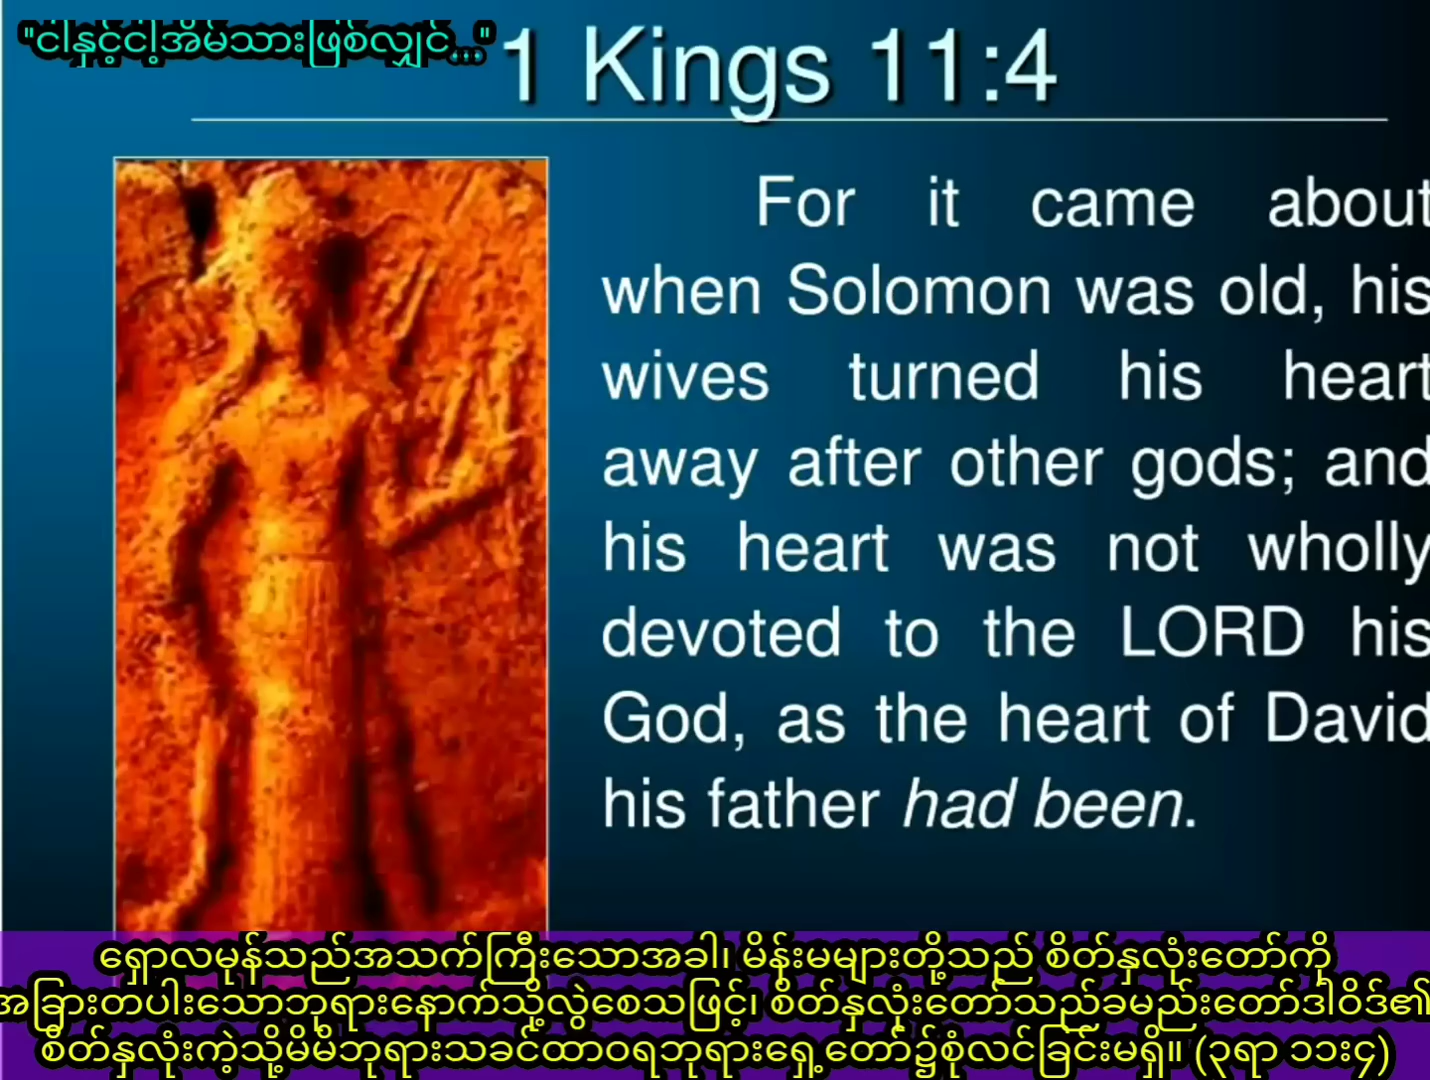 "ငါနှင့်ငါ့အိမ်သားဖြစ်လျှင်..."
1 Kings 11:4
For it came about
when Solomon was old, his
wives turned his heart
away after other gods; and
his heart was not wholly
devoted to the LORD his
God, as the heart of David
his father had been.
ရှောလမုန်သည်အသက်ကြီးသောအခါ၊ မိန်းမများတို့သည် စိတ်နှလုံးတော်ကို
အခြားတပါးသောဘုရားနောက်သို့လွှဲစေသဖြင့်၊ စိတ်နှလုံးတော်သည်ခမည်းတော်ဒါဝိဒ်၏
စိတ်နှလုံးကဲ့သို့မိမိဘုရားသခင်ထာဝရဘုရားရှေ့တော်၌စုံလင်ခြင်းမရှိ။ (၃ရာ ၁၁း၄)